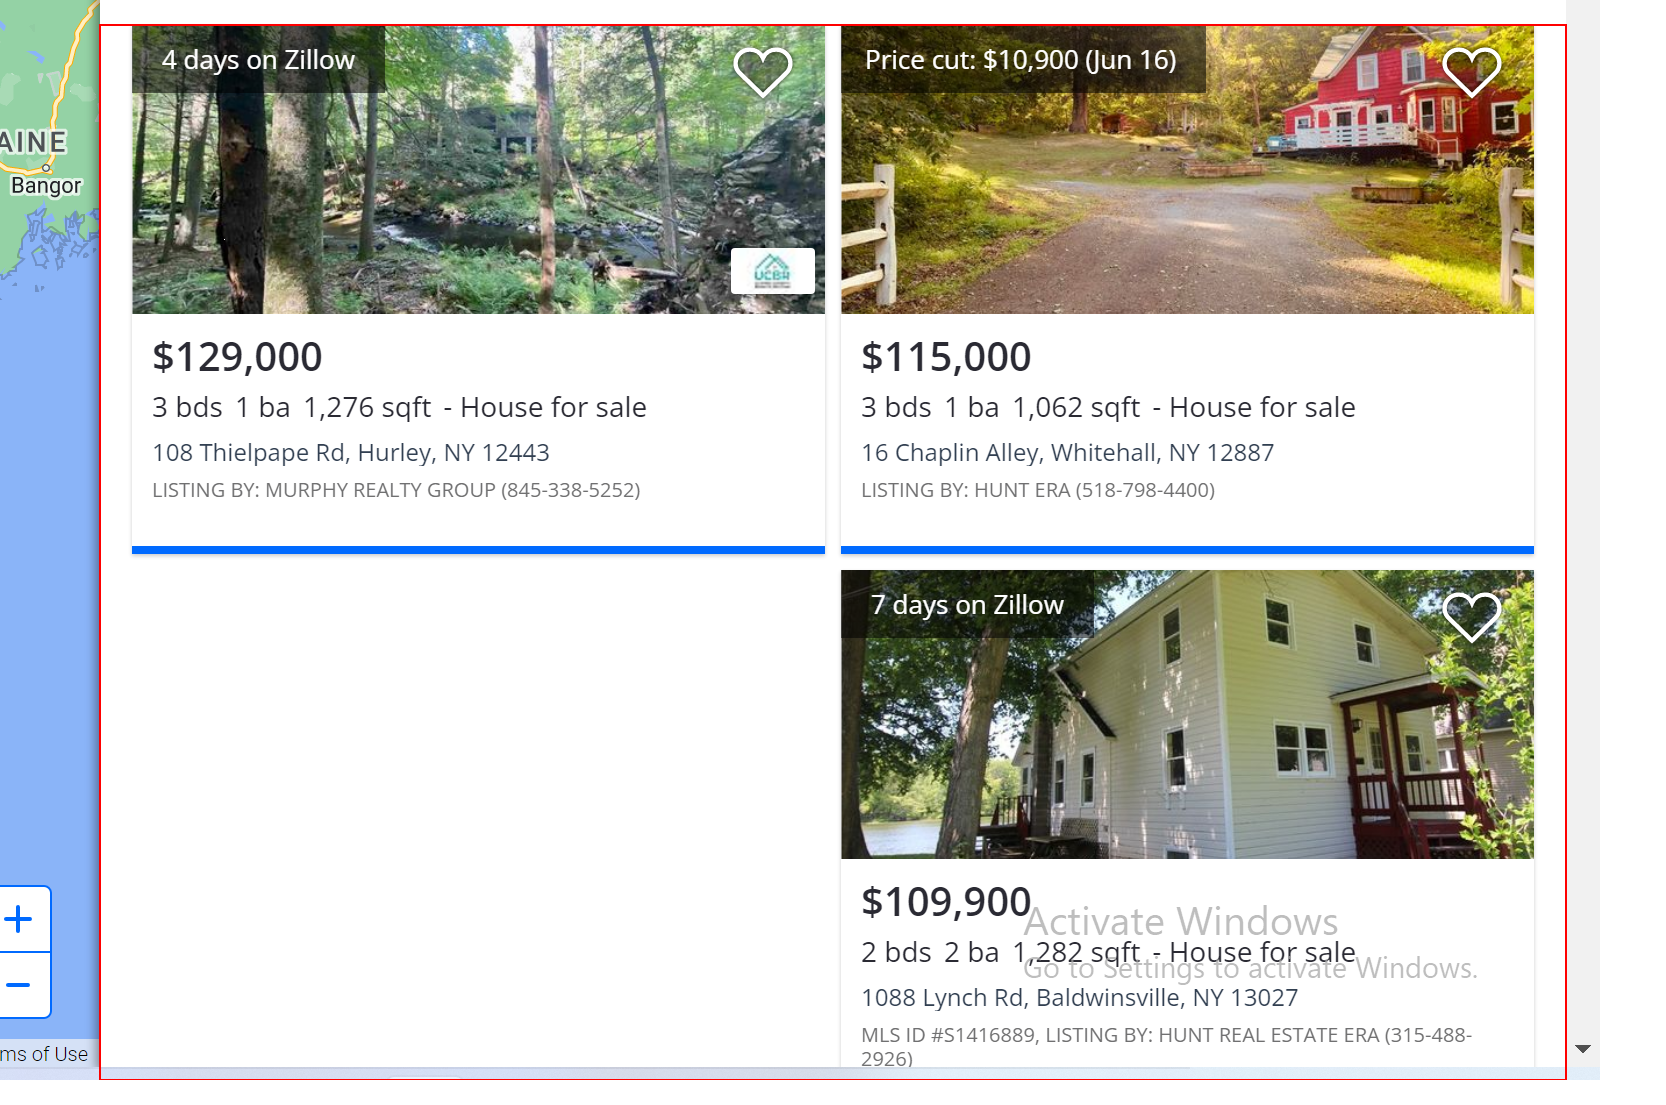 AINE
Bangor
4 days on Zillow
UCBR
$129,000
3 bds 1 ba 1,276 sqft - House for sale
108 Thielpape Rd, Hurley, NY 12443
LISTING BY: MURPHY REALTY GROUP (845-338-5252)
Price cut: $10,900 (Jun 16)
$115,000
3 bds 1 ba 1,062 sqft - House for sale
16 Chaplin Alley, Whitehall, NY 12887
LISTING BY: HUNT ERA (518-798-4400)
7 days on Zillow
$109,900
2 bds 2 ba 1,282 sqft - House for sale
1088 Lynch Rd, Baldwinsville, NY 13027
MLS ID #S1416889, LISTING BY: HUNT REAL ESTATE ERA (315-488-
2926)
Activate Windows
Go to Settings to activate Windows.
+
−
ms of Use